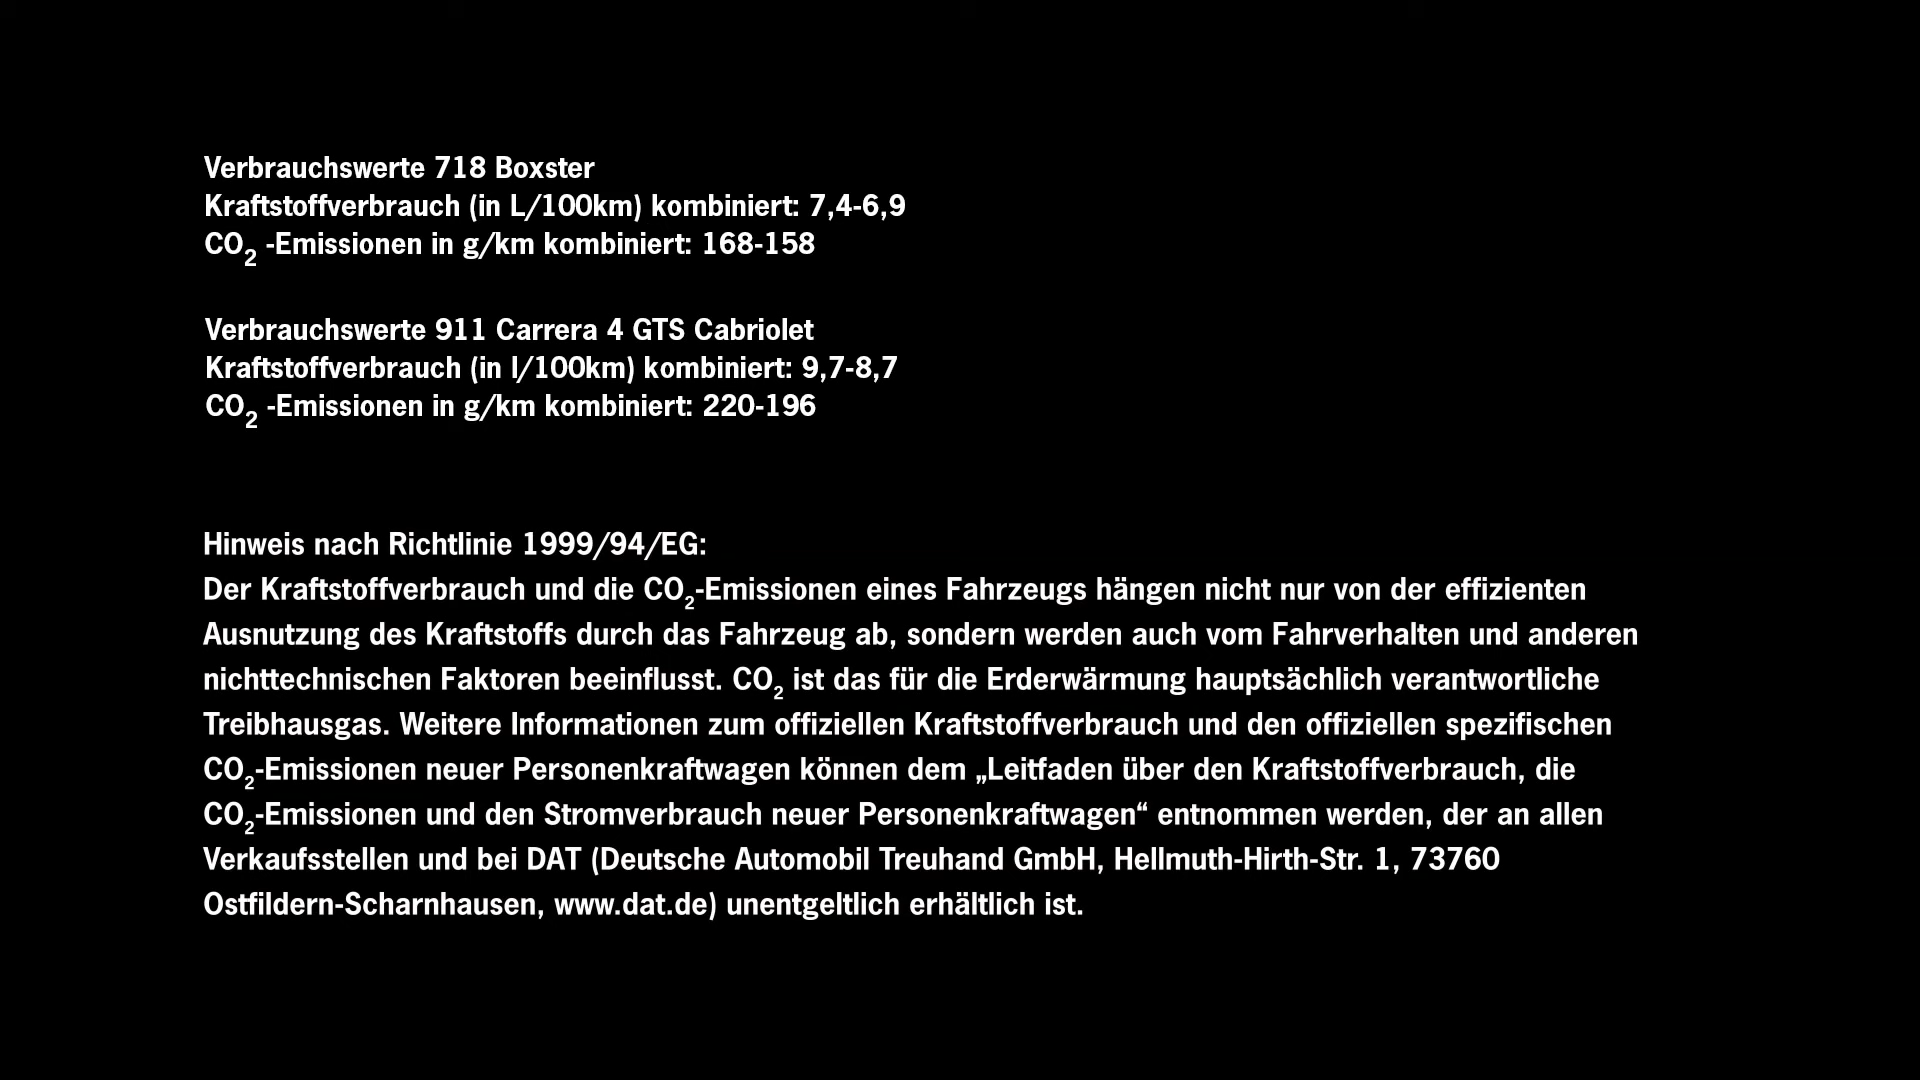 Verbrauchswerte 718 Boxster
Kraftstoffverbrauch (in L/100km) kombiniert: 7,4-6,9
CO₂ -Emissionen in g/km kombiniert: 168-158
Verbrauchswerte 911 Carrera 4 GTS Cabriolet
Kraftstoffverbrauch (in l/100km) kombiniert: 9,7-8,7
CO₂ -Emissionen in g/km kombiniert: 220-196
Hinweis nach Richtlinie 1999/94/EG:
Der Kraftstoffverbrauch und die CO₂-Emissionen eines Fahrzeugs hängen nicht nur von der effizienten
Ausnutzung des Kraftstoffs durch das Fahrzeug ab, sondern werden auch vom Fahrverhalten und anderen
nichttechnischen Faktoren beeinflusst. CO₂ ist das für die Erderwärmung hauptsächlich verantwortliche
Treibhausgas. Weitere Informationen zum offiziellen Kraftstoffverbrauch und den offiziellen spezifischen
CO₂-Emissionen neuer Personenkraftwagen können dem „Leitfaden über den Kraftstoffverbrauch, die
CO₂-Emissionen und den Stromverbrauch neuer Personenkraftwagen“ entnommen werden, der an allen
Verkaufsstellen und bei DAT (Deutsche Automobil Treuhand GmbH, Hellmuth-Hirth-Str. 1, 73760
Ostfildern-Scharnhausen, www.dat.de) unentgeltlich erhältlich ist.